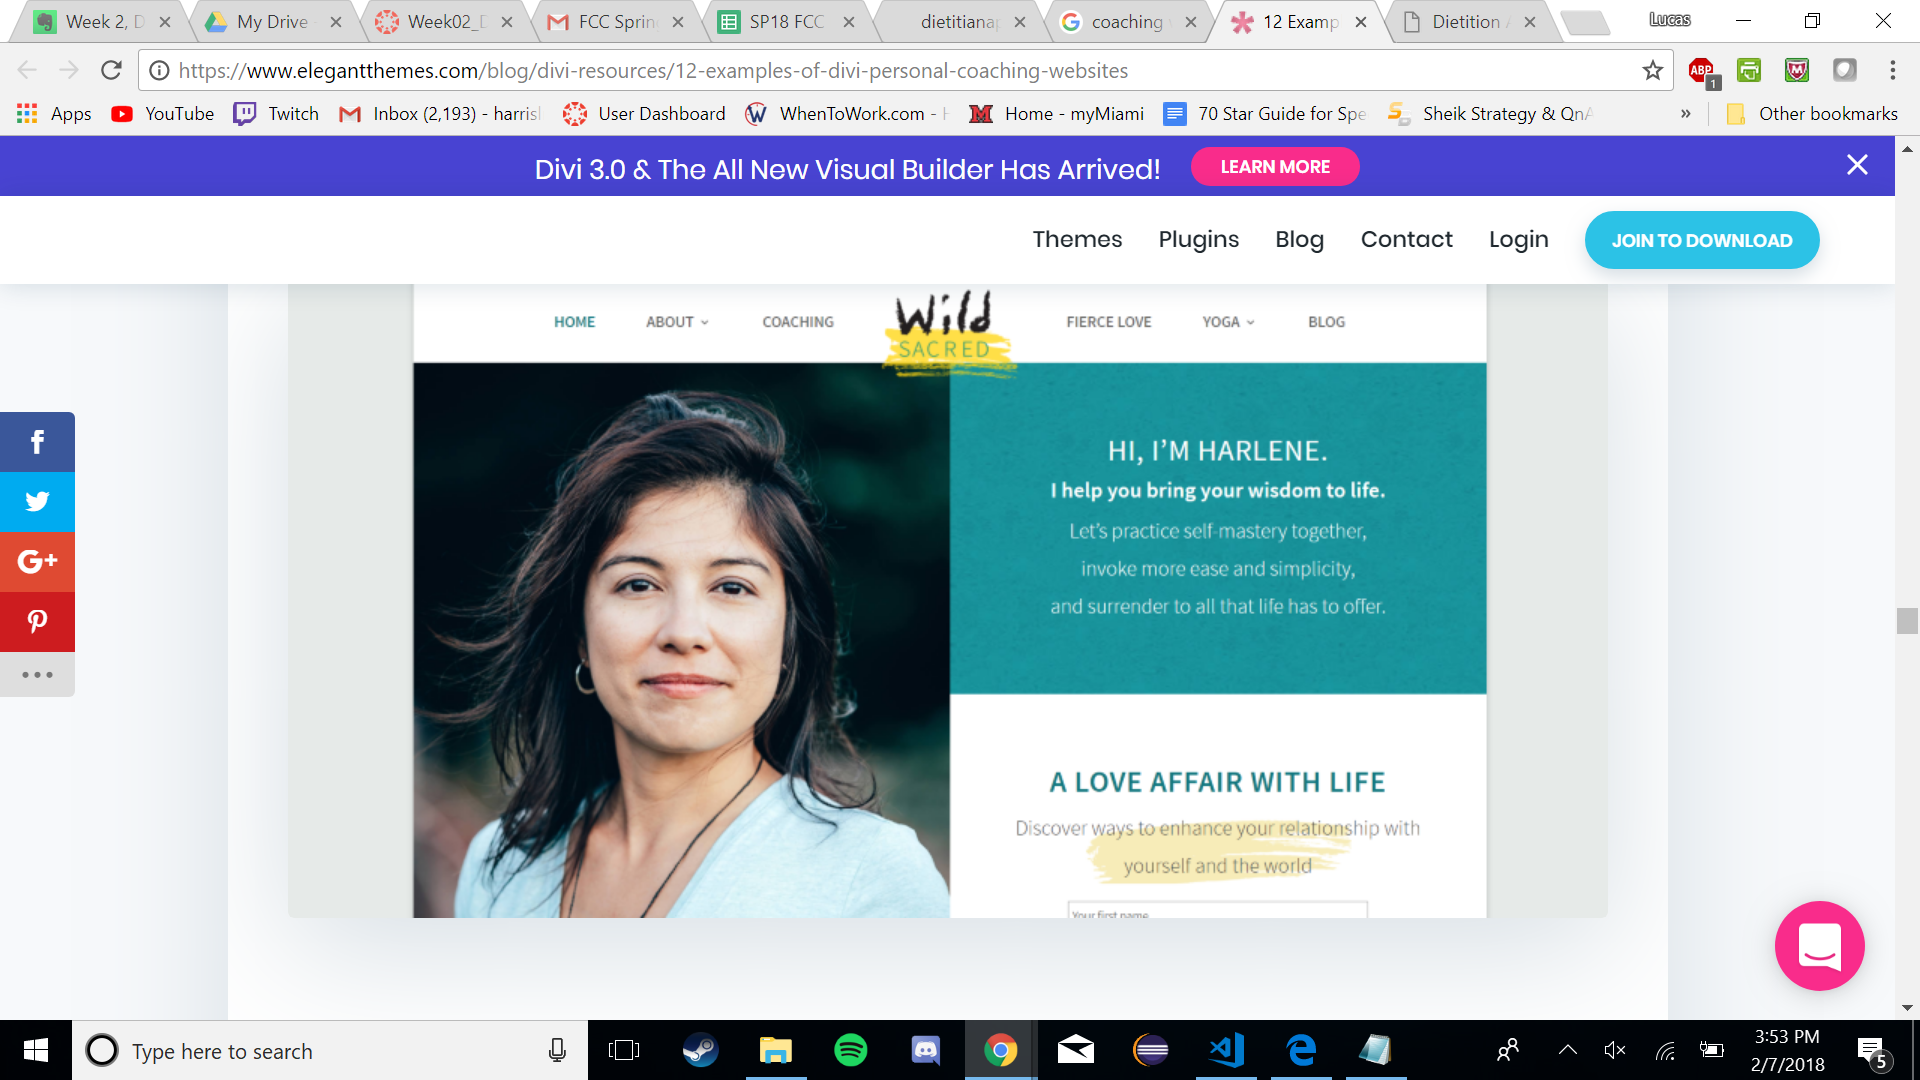 Week 2, D
My Drive
Week02_D
FCC Sprin
SP18 FCC
dietitianap
coaching
12 Examp
Dietition
Lucas
https://www.elegantthemes.com/blog/divi-resources/12-examples-of-divi-personal-coaching-websites
ABP
1
Apps
YouTube
Twitch
Inbox (2,193) - harris
User Dashboard
WhenToWork.com -
Home - myMiami
70 Star Guide for Spe
Sheik Strategy & QnA
»
Other bookmarks
Divi 3.0 & The All New Visual Builder Has Arrived!
LEARN MORE
Themes
Plugins
Blog
Contact
Login
JOIN TO DOWNLOAD
HOME
ABOUT
COACHING
Wild
SACRED
FIERCE LOVE
YOGA
BLOG
HI, I'M HARLENE.
I help you bring your wisdom to life.
Let's practice self-mastery together,
invoke more ease and simplicity,
and surrender to all that life has to offer.
A LOVE AFFAIR WITH LIFE
Discover ways to enhance your relationship with
yourself and the world
Your first name
G+
Type here to search
3:53 PM
2/7/2018
5